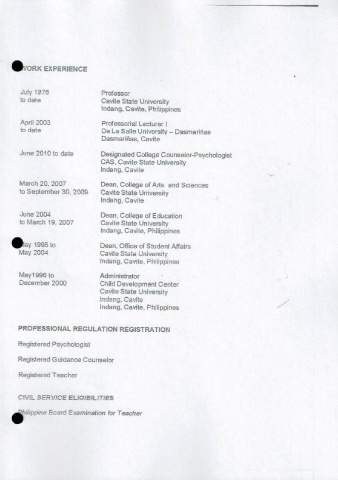 WORK EXPERIENCE
July 1976 Professor
to date Cavite State University
Indang, Cavite, Philippines
April 2003 Professorial Lecturer I
to date De La Salle University – Dasmariñas
Dasmariñas, Cavite
June 2010 to date Designated College Counselor-Psychologist
CAS, Cavite State University
Indang, Cavite
March 20, 2007 Dean, College of Arts and Sciences
to September 30, 2009 Cavite State University
Indang, Cavite
June 2004 Dean, College of Education
to March 19, 2007 Cavite State University
Indang, Cavite, Philippines
May 1995 to Dean, Office of Student Affairs
May 2004 Cavite State University
Indang, Cavite, Philippines
May1996 to Administrator
December 2000 Child Development Center
Cavite State University
Indang, Cavite
Indang, Cavite, Philippines
PROFESSIONAL REGULATION REGISTRATION
Registered Psychologist
Registered Guidance Counselor
Registered Teacher
CIVIL SERVICE ELIGIBILITIES
Philippine Board Examination for Teacher